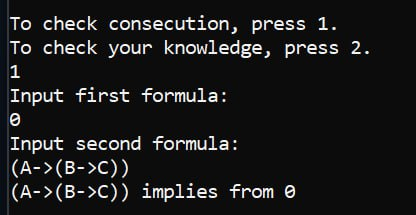 To check consecution, press 1.
To check your knowledge, press 2.
1
Input first formula:
0
Input second formula:
(A->(B->C))
(A->(B->C)) implies from 0